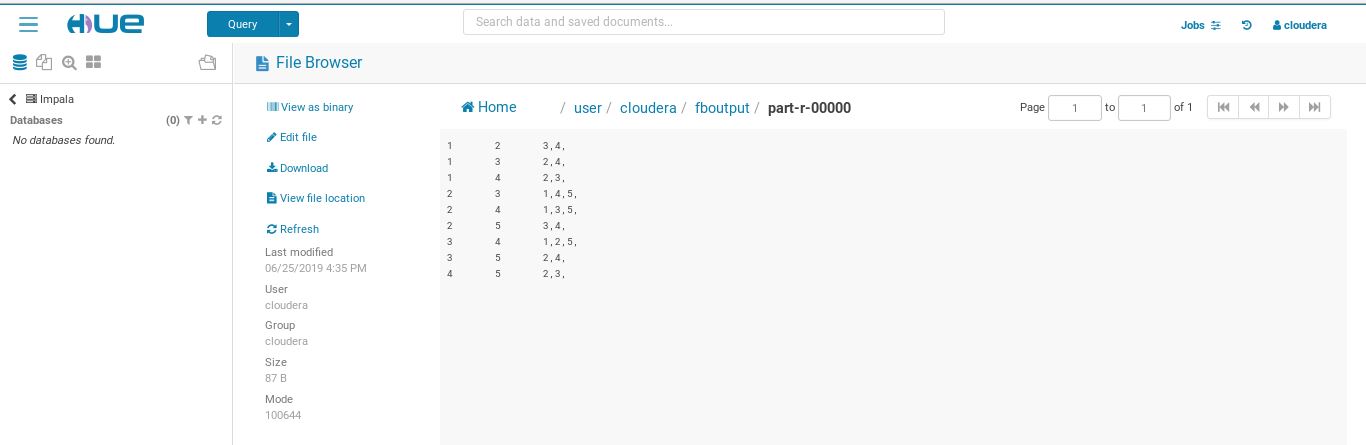 HUE
Query
Search data and saved documents...
Jobs
cloudera
File Browser
Impala
Databases (0)
No databases found.
View as binary
Edit file
Download
View file location
Refresh
Last modified
06/25/2019 4:35 PM
User
cloudera
Group
cloudera
Size
87 B
Mode
100644
Home / user / cloudera / fboutput / part-r-00000
Page 1 to 1 of 1
1 2 3,4,
1 3 2,4,
1 4 2,3,
2 3 1,4,5,
2 4 1,3,5,
2 5 3,4,
3 4 1,2,5,
3 5 2,4,
4 5 2,3,